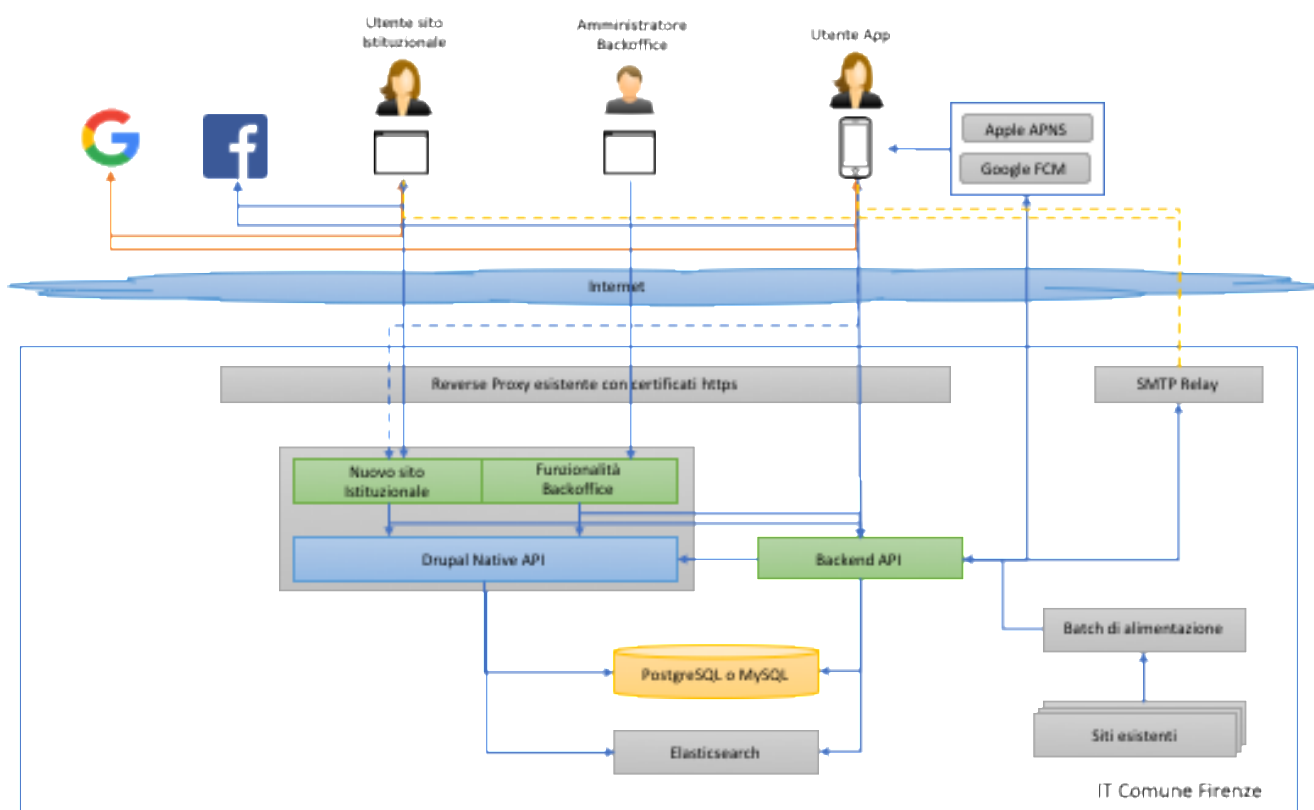 Utente sito
Istituzionale
Amministratore
Backoffice
Utente App
Apple APNS
Google FCM
Internet
Reverse Proxy esistente con certificati https
SMTP Relay
Nuovo sito
Istituzionale
Funzionalità
Backoffice
Drupal Native API
Backend API
Batch di alimentazione
PostgreSQL o MySQL
Siti esistenti
Elasticsearch
IT Comune Firenze